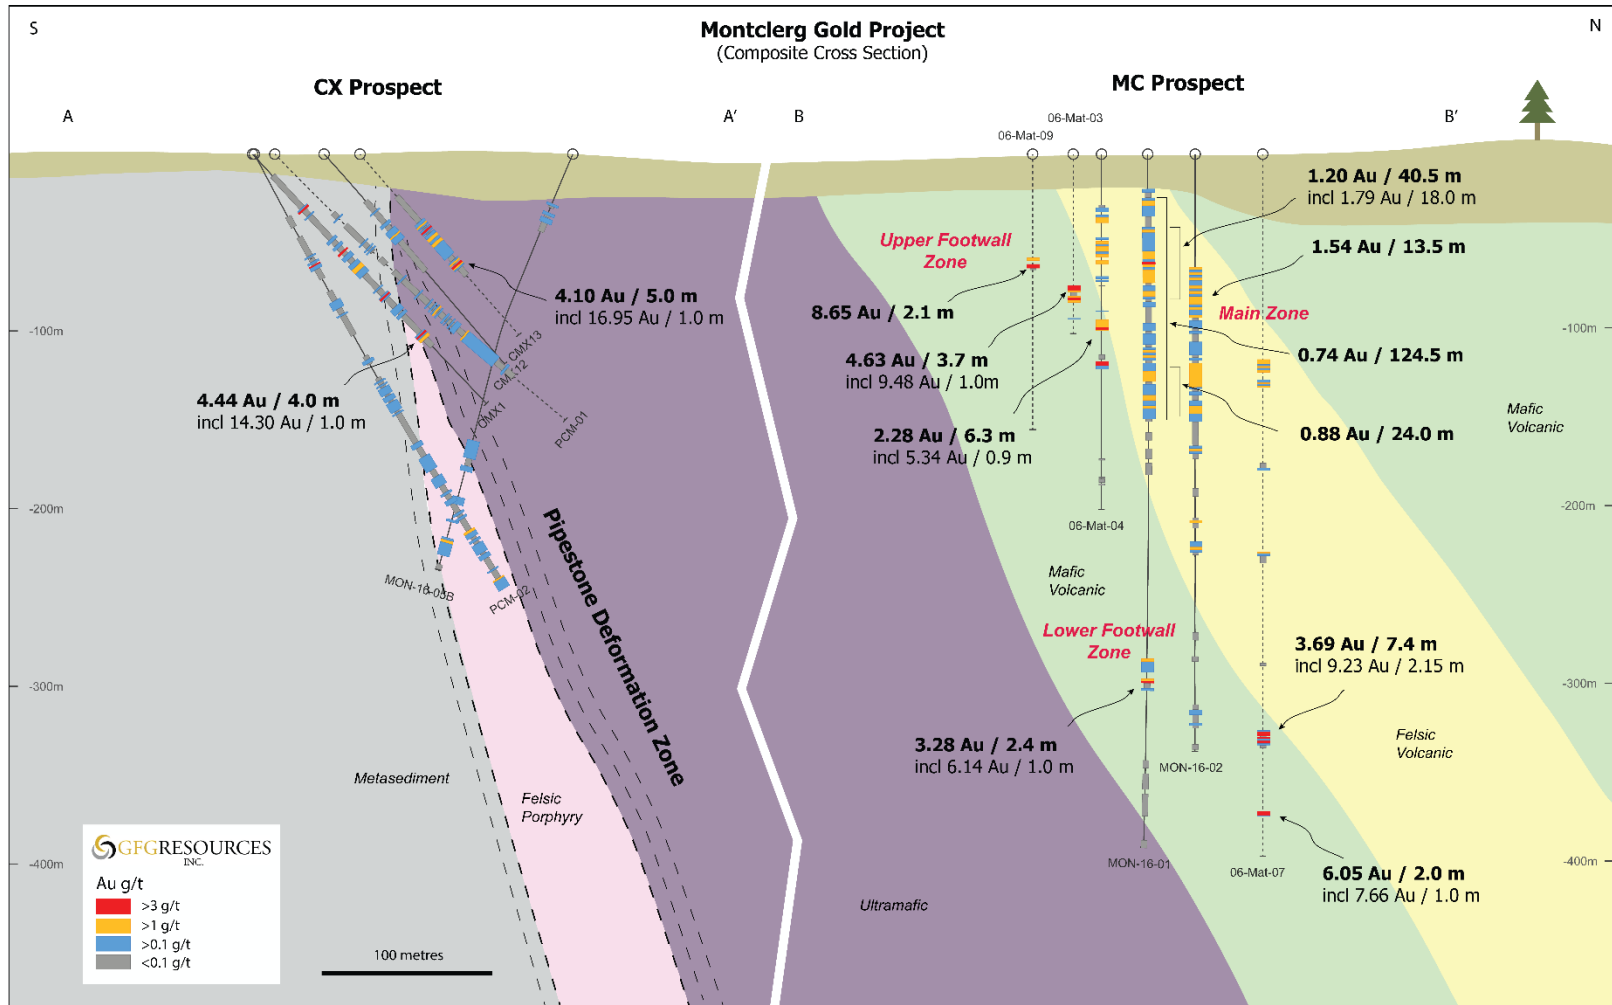 S
N
Montclerg Gold Project
(Composite Cross Section)
CX Prospect
MC Prospect
A
A'
B
B'
06-Mat-03
06-Mat-09
1.20 Au / 40.5 m
incl 1.79 Au / 18.0 m
Upper Footwall
Zone
1.54 Au / 13.5 m
4.10 Au / 5.0 m
incl 16.95 Au / 1.0 m
8.65 Au / 2.1 m
Main Zone
-100m
-100m
CMX13
CMX12
4.63 Au / 3.7 m
incl 9.48 Au / 1.0m
0.74 Au / 124.5 m
4.44 Au / 4.0 m
incl 14.30 Au / 1.0 m
CMX1
PCM-01
2.28 Au / 6.3 m
incl 5.34 Au / 0.9 m
0.88 Au / 24.0 m
Mafic
Volcanic
-200m
-200m
06-Mat-04
Pipestone Deformation Zone
MON-16-05B
PCM-02
Mafic
Volcanic
Lower Footwall
Zone
3.69 Au / 7.4 m
incl 9.23 Au / 2.15 m
-300m
-300m
3.28 Au / 2.4 m
incl 6.14 Au / 1.0 m
Felsic
Volcanic
MON-16-02
Metasediment
Felsic
Porphyry
GFGRESOURCES
INC.
-400m
-400m
MON-16-01
06-Mat-07
6.05 Au / 2.0 m
incl 7.66 Au / 1.0 m
Ultramafic
Au g/t
>3 g/t
>1 g/t
>0.1 g/t
<0.1 g/t
100 metres